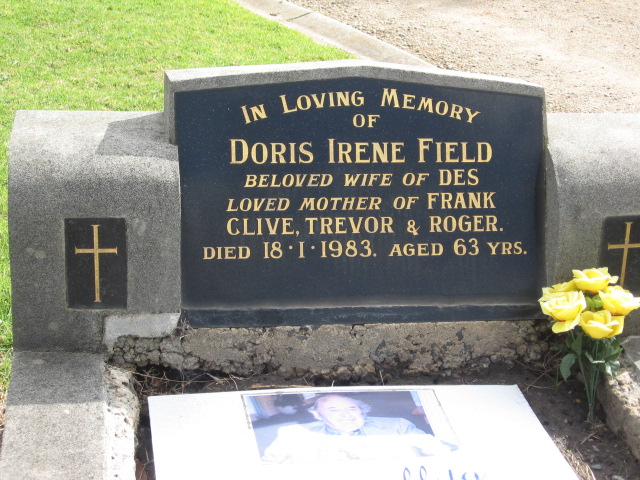 IN LOVING MEMORY
OF
DORIS IRENE FIELD
BELOVED WIFE OF DES
LOVED MOTHER OF FRANK
CLIVE, TREVOR & ROGER.
DIED 18·1·1983. AGED 63 YRS.